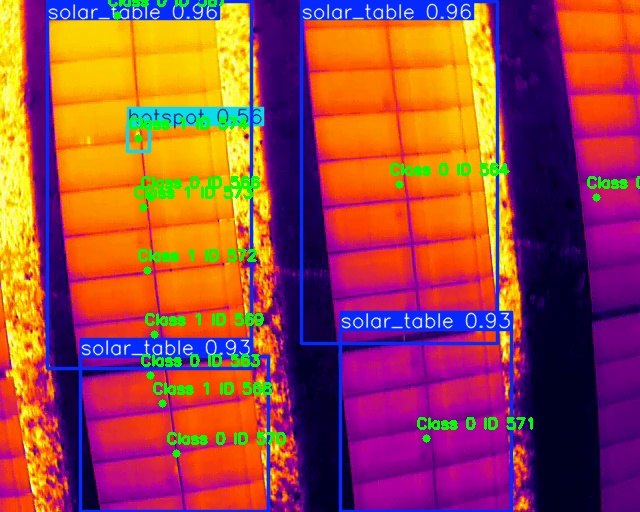 solar_table 0.96
solar_table 0.96
hotspot 0.56
Class 0 ID 564
Class 0 ID 566
Class 1 ID 573
Class 1 ID 572
Class 1 ID 569
solar_table 0.93
solar_table 0.93
Class 0 ID 563
Class 1 ID 568
Class 0 ID 571
Class 0 ID 570